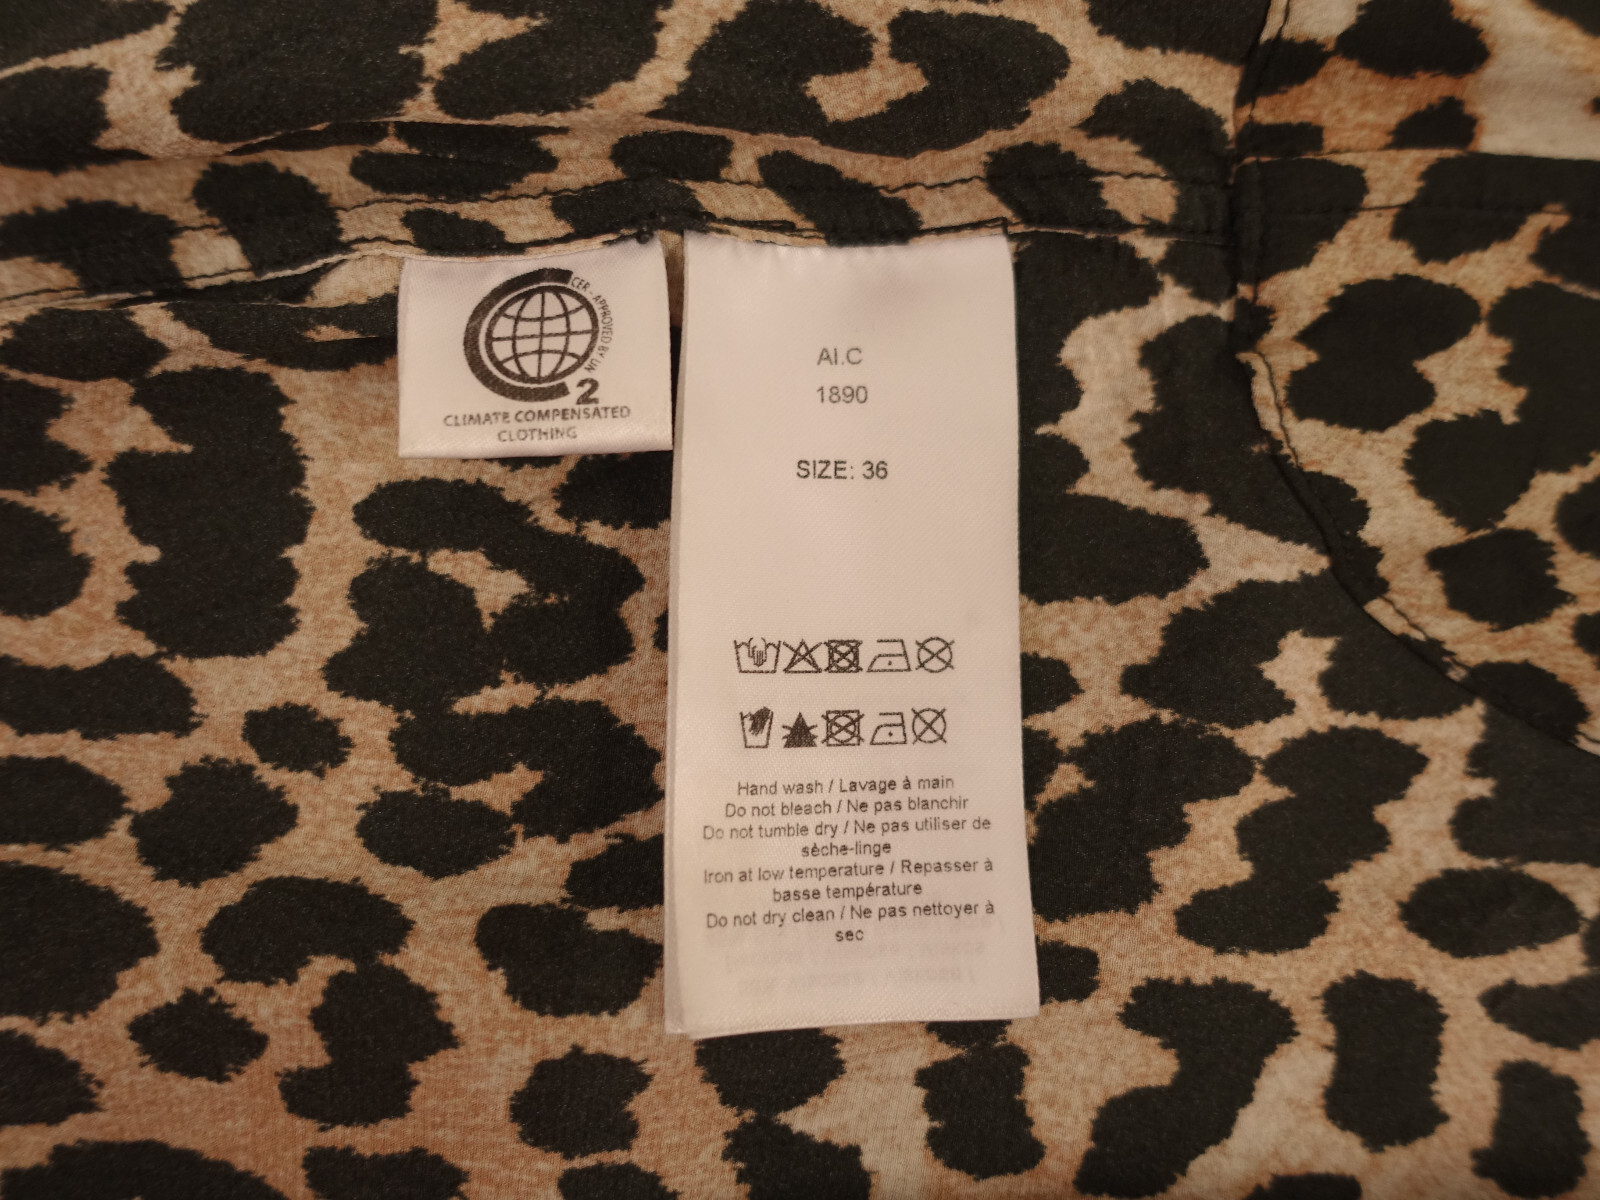 CER - APPROVED BY UN
2
CLIMATE COMPENSATED
CLOTHING
AI.C
1890
SIZE: 36
Hand wash / Lavage à main
Do not bleach / Ne pas blanchir
Do not tumble dry / Ne pas utiliser de
sèche-linge
Iron at low temperature / Repasser à
basse température
Do not dry clean / Ne pas nettoyer à
sec